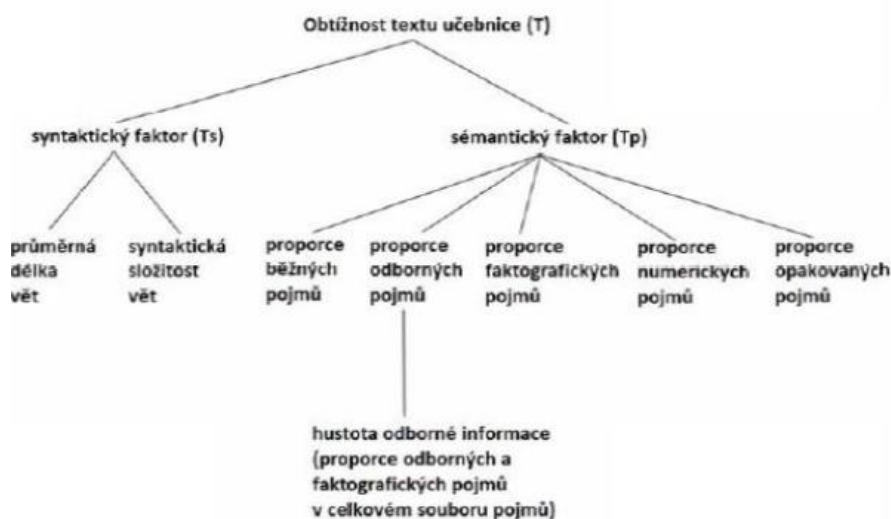 Obtížnost textu učebnice (T)
syntaktický faktor (Ts)
sémantický faktor (Tp)
průměrná
délka
vět
syntaktická
složitost
vět
proporce
běžných
pojmů
proporce
odborných
pojmů
proporce
faktografických
pojmů
proporce
numerickych
pojmů
proporce
opakovaných
pojmů
hustota odborné informace
(proporce odborných a
faktografických pojmů
v celkovém souboru pojmů)